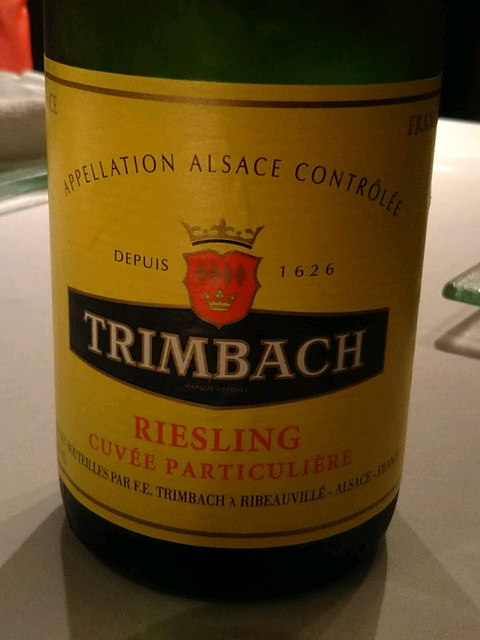 APPELLATION ALSACE CONTRÔLÉE
DEPUIS 1626
TRIMBACH
RIESLING
CUVÉE PARTICULIÈRE
BOUTEILLES PAR F.E. TRIMBACH À RIBEAUVILLÉ - ALSACE - FRANCE